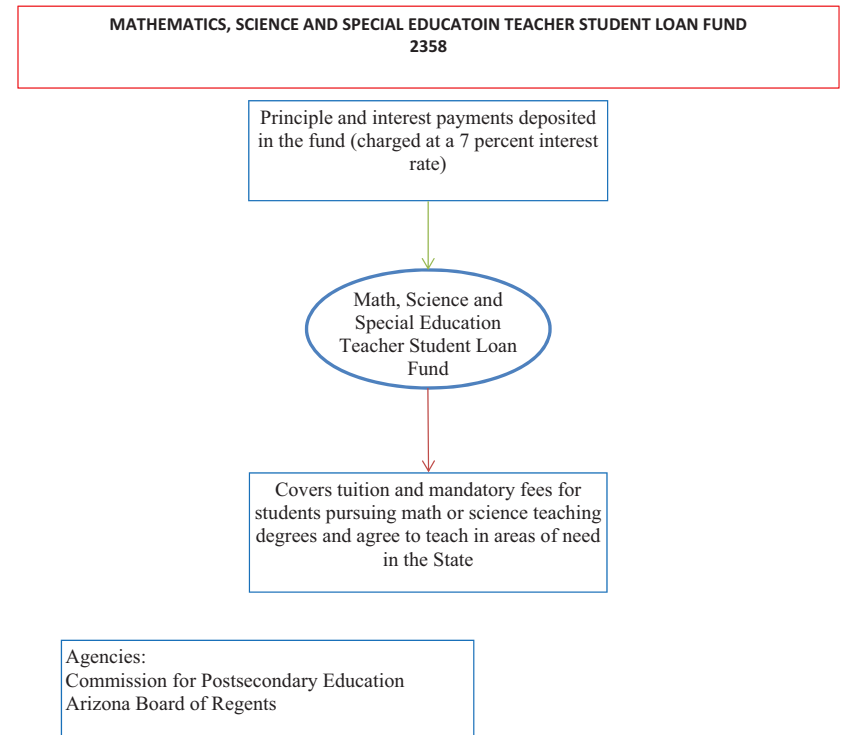 MATHEMATICS, SCIENCE AND SPECIAL EDUCATOIN TEACHER STUDENT LOAN FUND
2358
Principle and interest payments deposited
in the fund (charged at a 7 percent interest
rate)
Math, Science and
Special Education
Teacher Student Loan
Fund
Covers tuition and mandatory fees for
students pursuing math or science teaching
degrees and agree to teach in areas of need
in the State
Agencies:
Commission for Postsecondary Education
Arizona Board of Regents